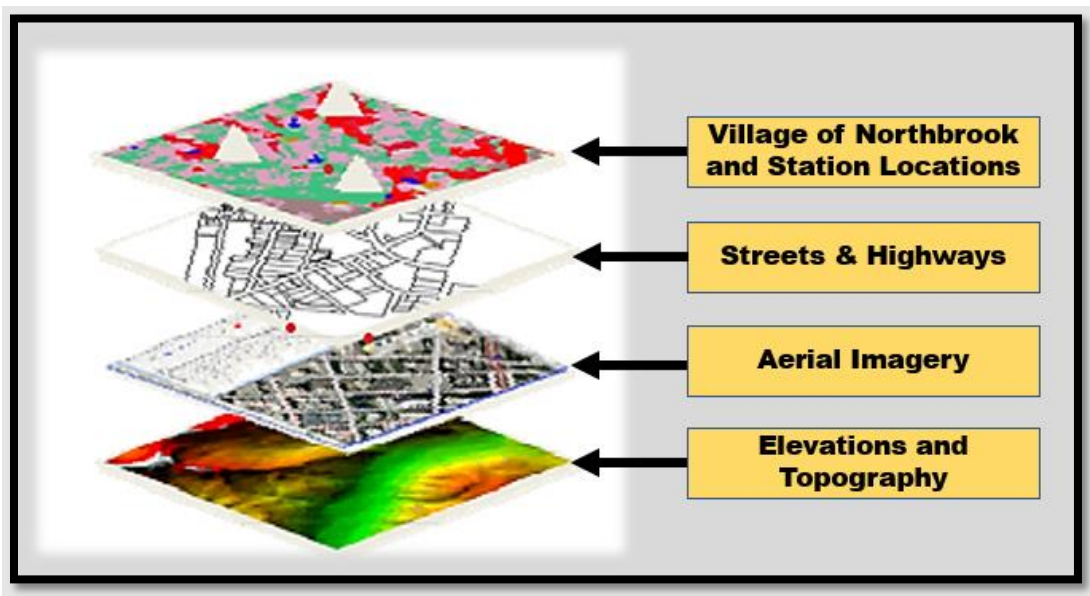 Village of Northbrook
and Station Locations
Streets & Highways
Aerial Imagery
Elevations and
Topography